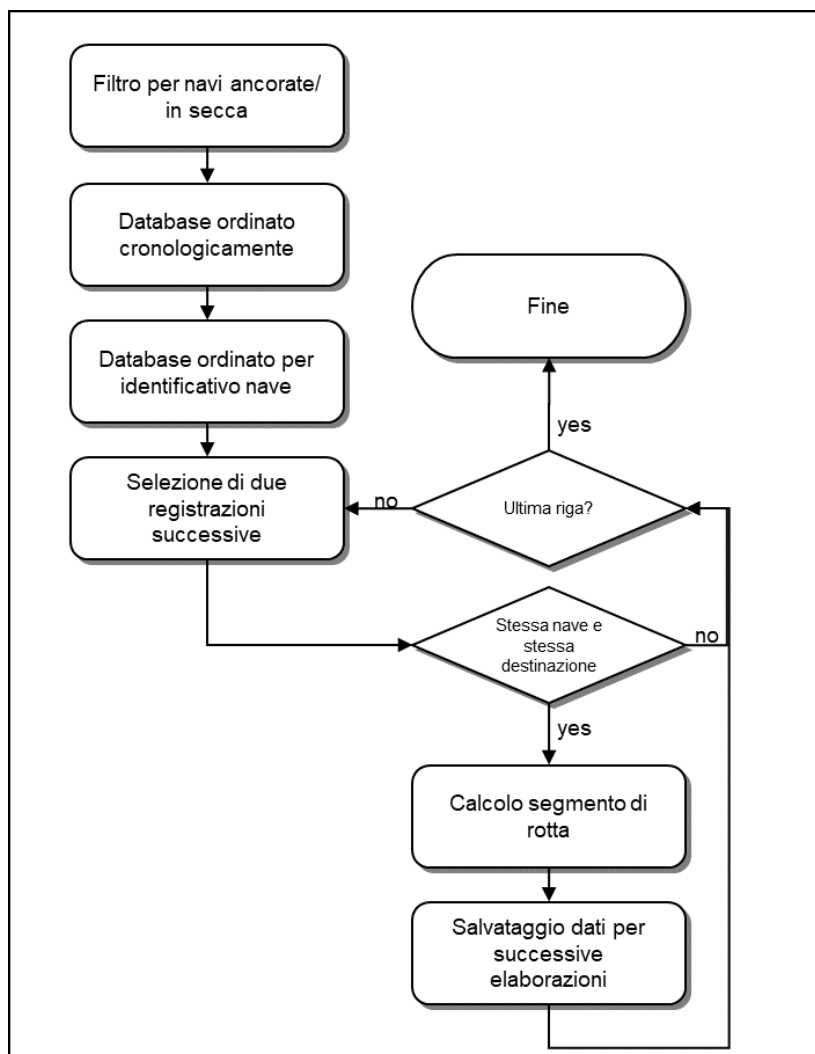 Filtro per navi ancorate/
in secca
Database ordinato
cronologicamente
Database ordinato per
identificativo nave
Selezione di due
registrazioni
successive
Fine
yes
Ultima riga?
no
Stessa nave e
stessa
destinazione
no
yes
Calcolo segmento di
rotta
Salvataggio dati per
successive
elaborazioni